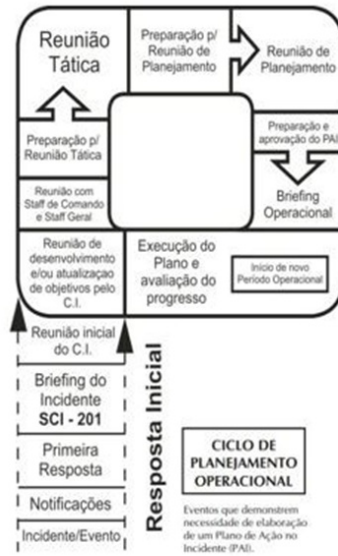 Reunião
Tática
Preparação p/
Reunião de
Planejamento
Reunião de
Planejamento
Preparação p/
Reunião Tática
Preparação e
aprovação do PAI
Reunião com
Staff de Comando
e Staff Geral
Briefing
Operacional
Reunião de
desenvolvimento
e/ou atualização
de objetivos pelo
C.I.
Execução do
Plano e
avaliação do
progresso
Início de novo
Período Operacional
Reunião inicial
do C.I.
Briefing do
Incidente
SCI - 201
Primeira
Resposta
Notificações
Incidente/Evento
Resposta Inicial
CICLO DE
PLANEJAMENTO
OPERACIONAL
Eventos que demonstrem
necessidade de elaboração
de um Plano de Ação no
Incidente (PAI).